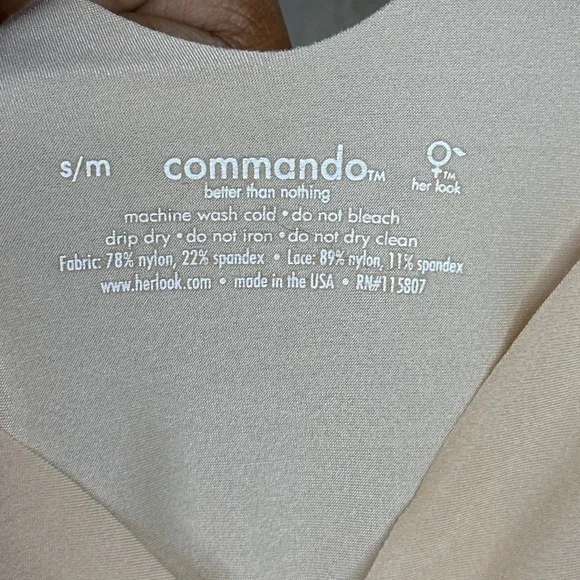 s/m
commando™
better than nothing
™
her look
machine wash cold • do not bleach
drip dry • do not iron • do not dry clean
Fabric: 78% nylon, 22% spandex • Lace: 89% nylon, 11% spandex
www.herlook.com • made in the USA • RN#115807